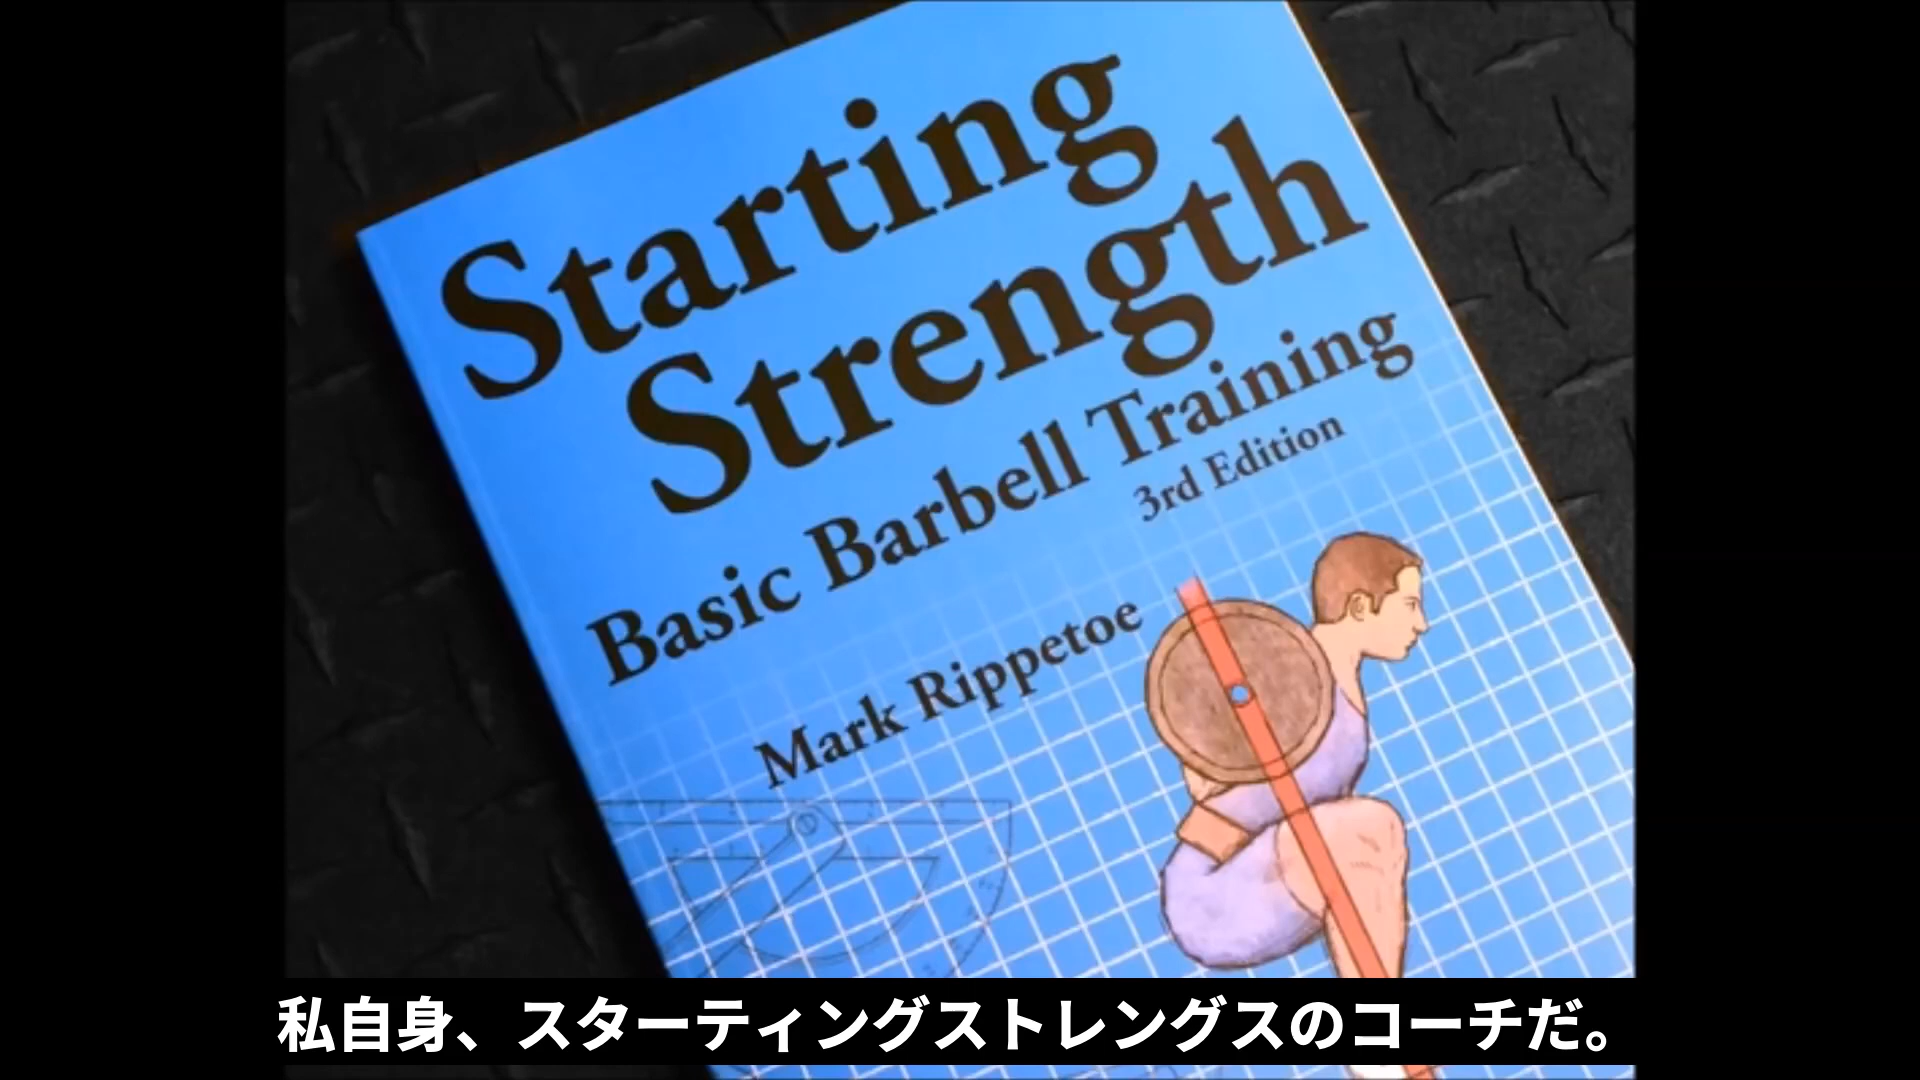 Starting
Strength
Basic Barbell Training
3rd Edition
Mark Rippetoe
私自身、スターティングストレングスのコーチだ。